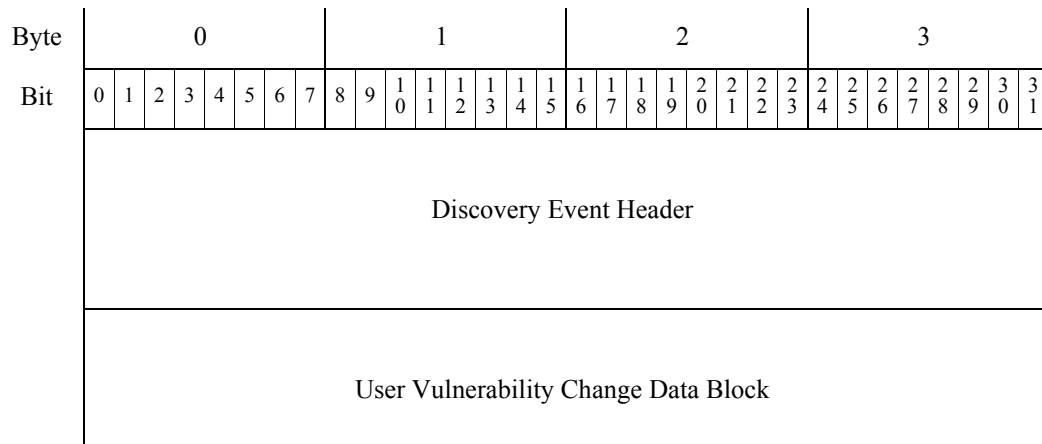 Byte 0 1 2 3
Bit 0 1 2 3 4 5 6 7 8 9 10 11 12 13 14 15 16 17 18 19 20 21 22 23 24 25 26 27 28 29 30 31
Discovery Event Header
User Vulnerability Change Data Block